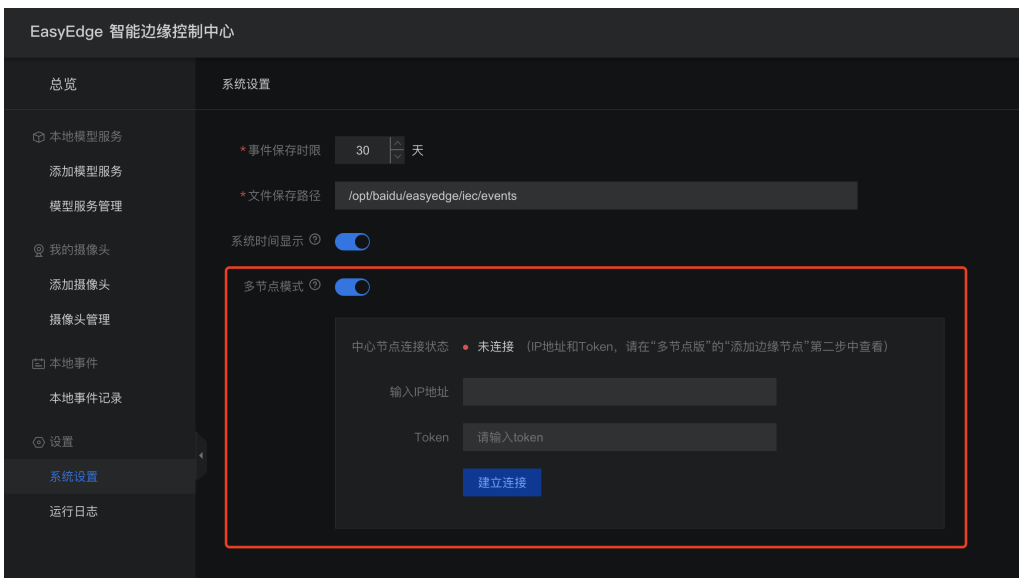 EasyEdge 智能边缘控制中心
总览
系统设置
本地模型服务
添加模型服务
模型服务管理
我的摄像头
添加摄像头
摄像头管理
本地事件
本地事件记录
设置
系统设置
运行日志
*事件保存时限 30 天
*文件保存路径 /opt/baidu/easyedge/iec/events
系统时间显示
多节点模式
中心节点连接状态 未连接 (IP地址和Token, 请在“多节点版”的“添加边缘节点”第二步中查看)
输入IP地址
Token 请输入token
建立连接